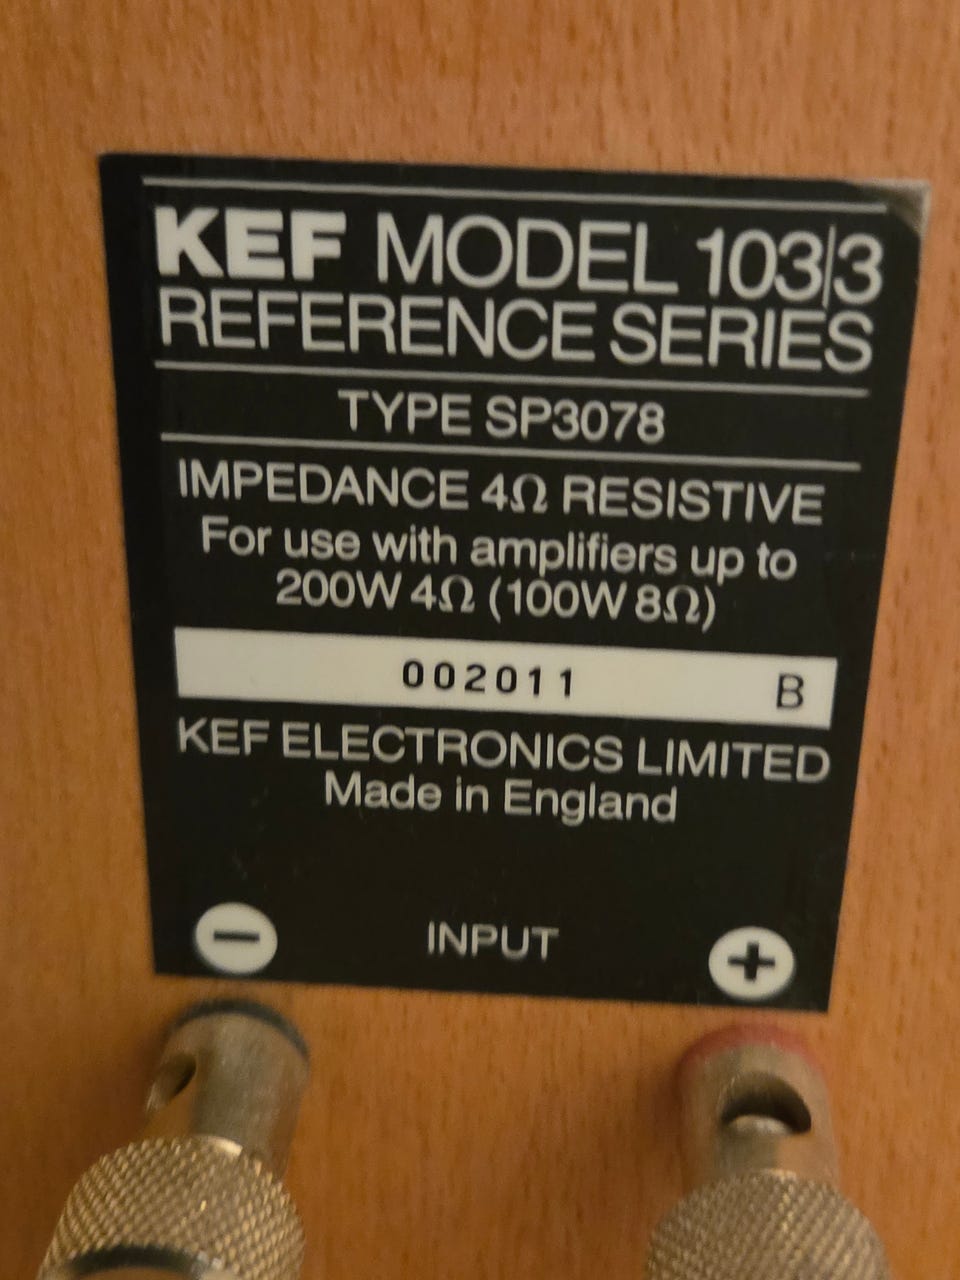 KEF MODEL 103/3
REFERENCE SERIES
TYPE SP3078
IMPEDANCE 4Ω RESISTIVE
For use with amplifiers up to
200W 4Ω (100W 8Ω)
002011 B
KEF ELECTRONICS LIMITED
Made in England
− INPUT +